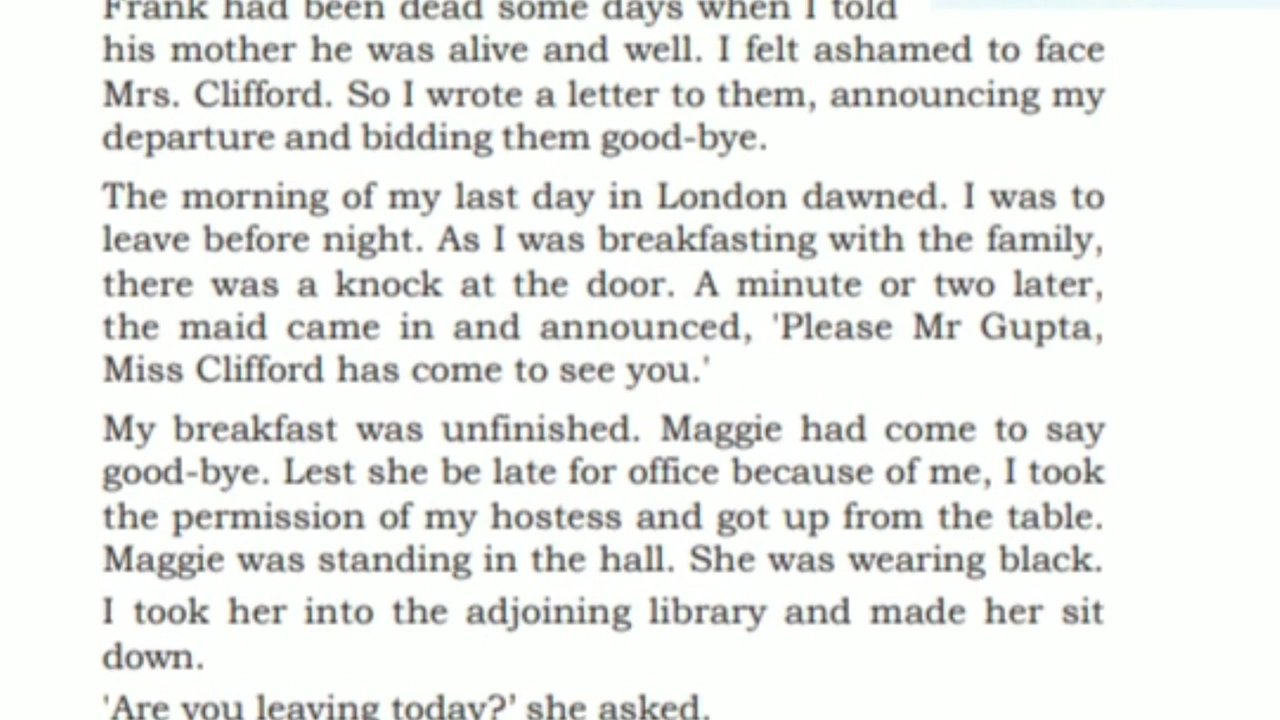 Frank had been dead some days when I told
his mother he was alive and well. I felt ashamed to face
Mrs. Clifford. So I wrote a letter to them, announcing my
departure and bidding them good-bye.
The morning of my last day in London dawned. I was to
leave before night. As I was breakfasting with the family,
there was a knock at the door. A minute or two later,
the maid came in and announced, 'Please Mr Gupta,
Miss Clifford has come to see you.'
My breakfast was unfinished. Maggie had come to say
good-bye. Lest she be late for office because of me, I took
the permission of my hostess and got up from the table.
Maggie was standing in the hall. She was wearing black.
I took her into the adjoining library and made her sit
down.
'Are you leaving today?' she asked.